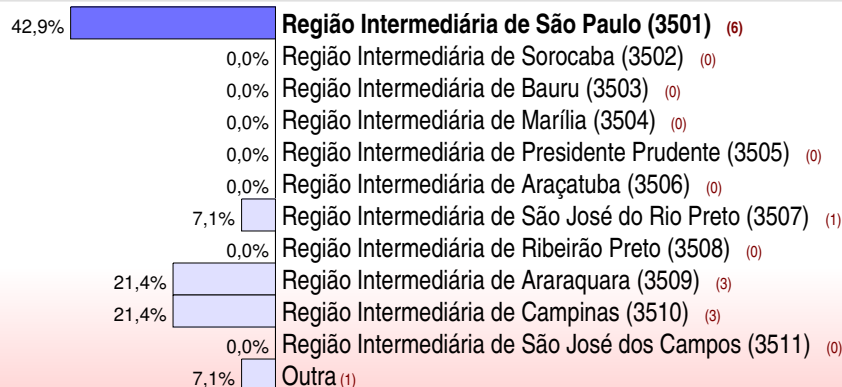 42,9% Região Intermediária de São Paulo (3501) (6)
0,0% Região Intermediária de Sorocaba (3502) (0)
0,0% Região Intermediária de Bauru (3503) (0)
0,0% Região Intermediária de Marília (3504) (0)
0,0% Região Intermediária de Presidente Prudente (3505) (0)
0,0% Região Intermediária de Araçatuba (3506) (0)
7,1% Região Intermediária de São José do Rio Preto (3507) (1)
0,0% Região Intermediária de Ribeirão Preto (3508) (0)
21,4% Região Intermediária de Araraquara (3509) (3)
21,4% Região Intermediária de Campinas (3510) (3)
0,0% Região Intermediária de São José dos Campos (3511) (0)
7,1% Outra (1)